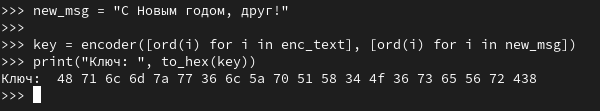 >>> new_msg = "С Новым годом, друг!"
>>>
>>> key = encoder([ord(i) for i in enc_text], [ord(i) for i in new_msg])
>>> print("Ключ: ", to_hex(key))
Ключ:  48 71 6c 6d 7a 77 36 6c 5a 70 51 58 34 4f 36 73 65 56 72 438
>>>